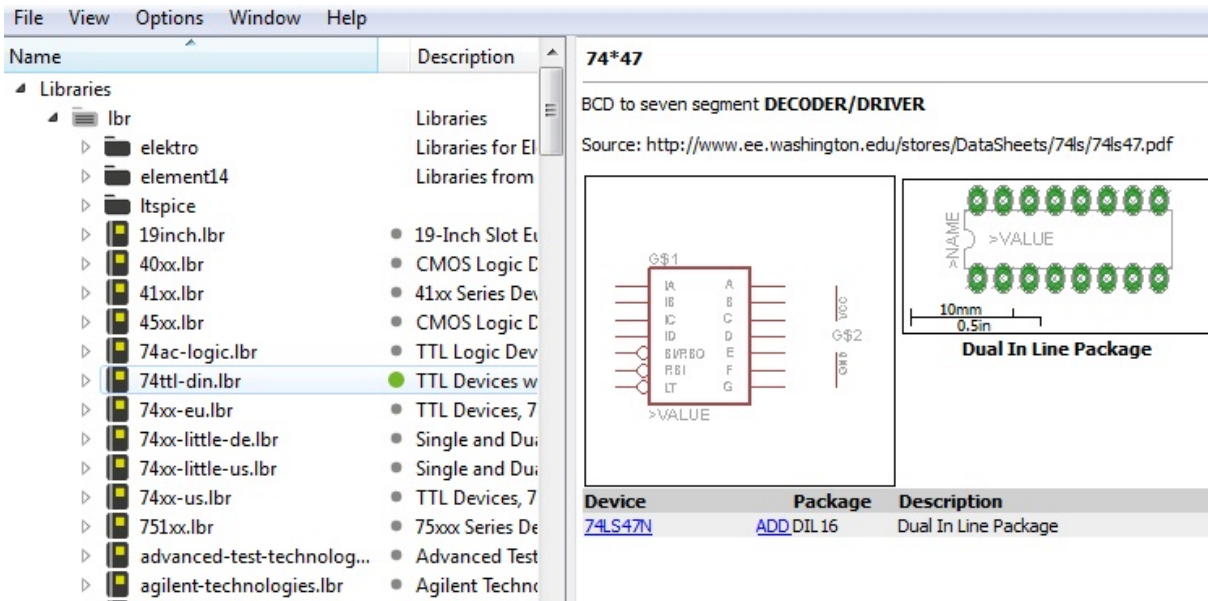 File View Options Window Help
Name Description
Libraries
lbr Libraries
elektro Libraries for El
element14 Libraries from
ltspice
19inch.lbr 19-Inch Slot Eu
40xx.lbr CMOS Logic D
41xx.lbr 41xx Series Dev
45xx.lbr CMOS Logic D
74ac-logic.lbr TTL Logic Dev
74ttl-din.lbr TTL Devices w
74xx-eu.lbr TTL Devices, 7
74xx-little-de.lbr Single and Dua
74xx-little-us.lbr Single and Dua
74xx-us.lbr TTL Devices, 7
751xx.lbr 75xxx Series De
advanced-test-technolog... Advanced Test
agilent-technologies.lbr Agilent Techno
74*47
BCD to seven segment DECODER/DRIVER
Source: http://www.ee.washington.edu/stores/DataSheets/74ls/74ls47.pdf
G$1
IA A
IB B
IC C
ID D
BI/RBO E
RBI F
LT G
>VALUE
VCC
G$2
GND
>NAME
>VALUE
10mm
0.5in
Dual In Line Package
Device Package Description
74LS47N ADD DIL16 Dual In Line Package